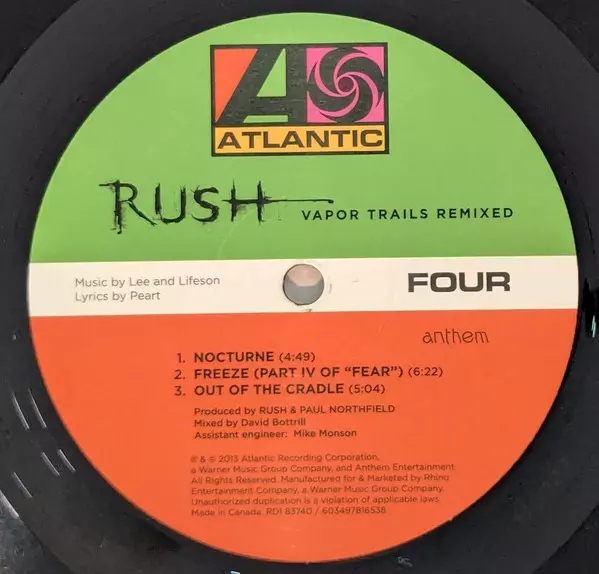 ATLANTIC
RUSH VAPOR TRAILS REMIXED
Music by Lee and Lifeson
Lyrics by Peart
FOUR
anthem
1. NOCTURNE (4:49)
2. FREEZE (PART IV OF “FEAR”) (6:22)
3. OUT OF THE CRADLE (5:04)
Produced by RUSH & PAUL NORTHFIELD
Mixed by David Bottrill
Assistant engineer: Mike Monson
℗ & © 2013 Atlantic Recording Corporation,
a Warner Music Group Company, and Anthem Entertainment.
All Rights Reserved. Manufactured for & Marketed by Rhino
Entertainment Company, a Warner Music Group Company.
Unauthorized duplication is a violation of applicable laws.
Made in Canada. RD1 83740 / 603497816538